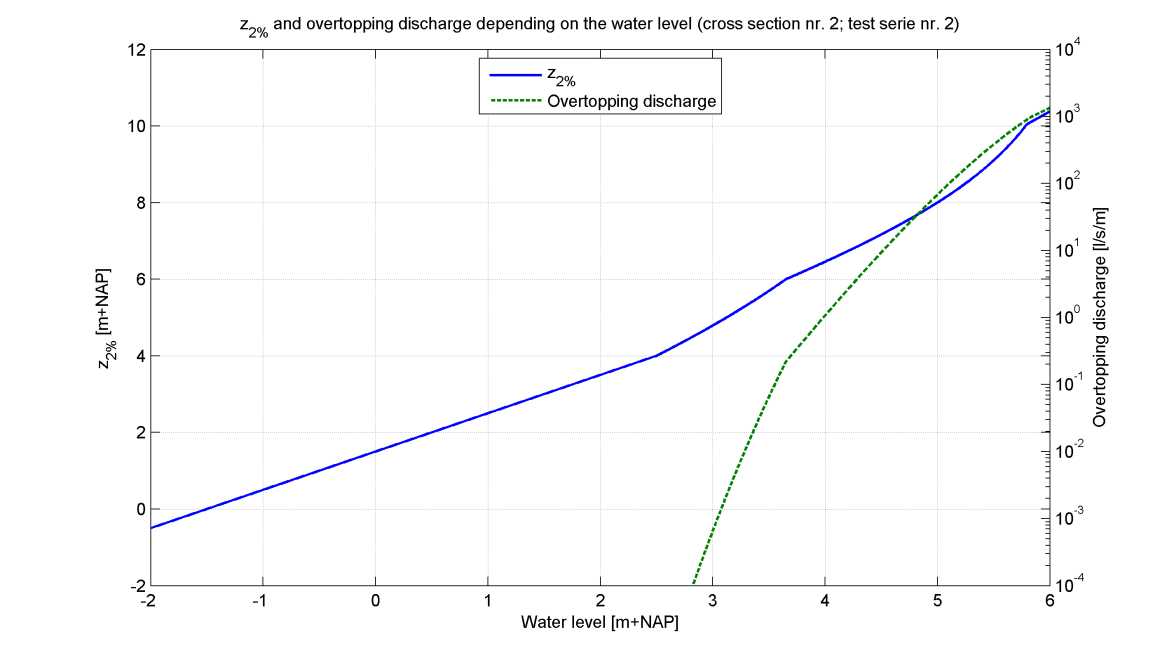 z2% and overtopping discharge depending on the water level (cross section nr. 2; test serie nr. 2)
z2%
Overtopping discharge
12
10
8
6
4
2
0
-2
z2% [m+NAP]
10^4
10^3
10^2
10^1
10^0
10^-1
10^-2
10^-3
10^-4
Overtopping discharge [l/s/m]
-2 -1 0 1 2 3 4 5 6
Water level [m+NAP]